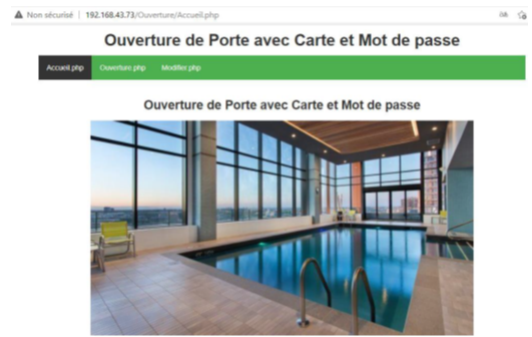 Non sécurisé | 192.168.43.73/Ouverture/Accueil.php
Ouverture de Porte avec Carte et Mot de passe
Accueil.php Ouverture.php Modifier.php
Ouverture de Porte avec Carte et Mot de passe